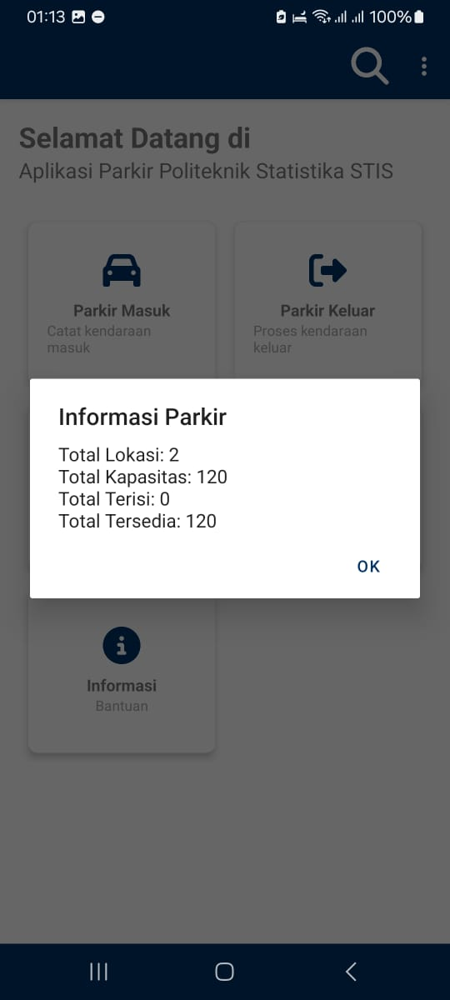 01:13 100%
Selamat Datang di
Aplikasi Parkir Politeknik Statistika STIS
Parkir Masuk
Catat kendaraan
masuk
Parkir Keluar
Proses kendaraan
keluar
Informasi Parkir
Total Lokasi: 2
Total Kapasitas: 120
Total Terisi: 0
Total Tersedia: 120
OK
Informasi
Bantuan